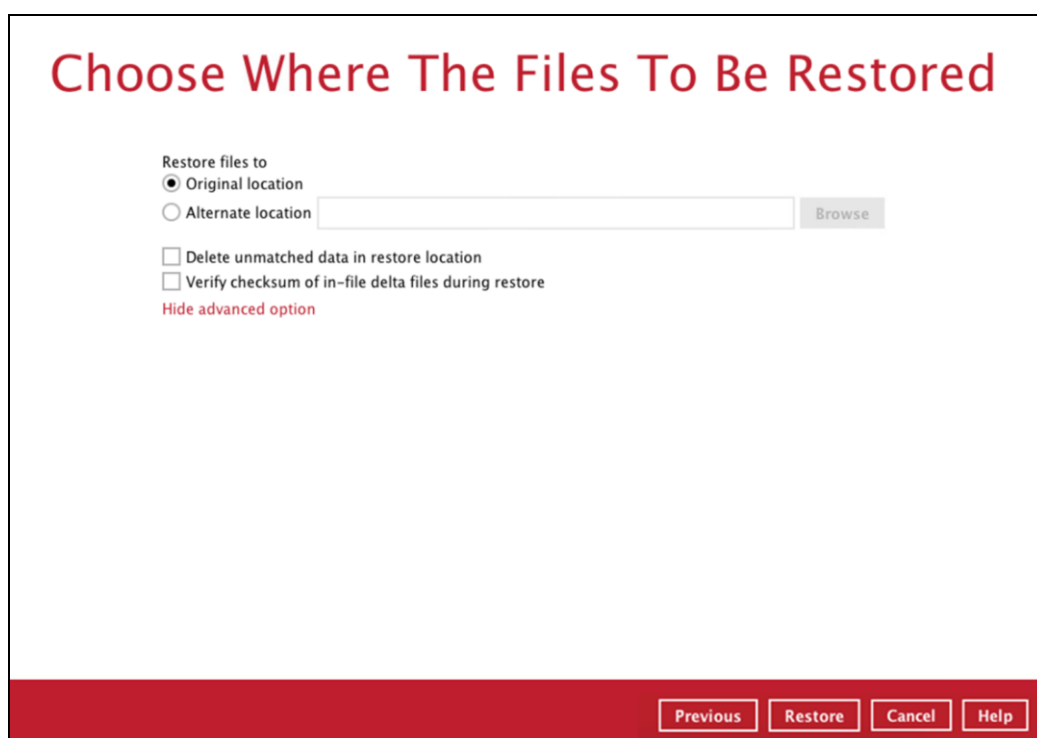 Choose Where The Files To Be Restored
Restore files to
Original location
Alternate location
Browse
Delete unmatched data in restore location
Verify checksum of in-file delta files during restore
Hide advanced option
Previous
Restore
Cancel
Help